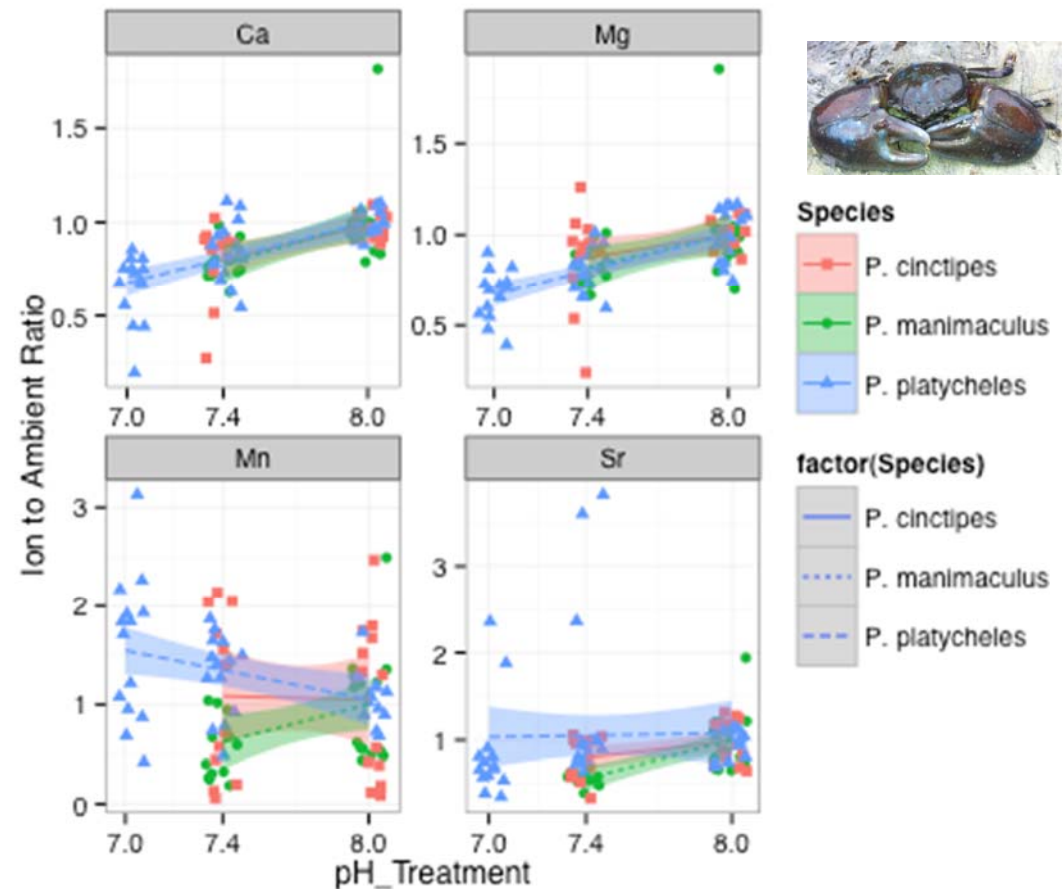 Ca
Mg
1.5
1.0
0.5
1.5
1.0
0.5
7.0 7.4 8.0
7.0 7.4 8.0
Mn
Sr
3
2
1
0
3
2
1
7.0 7.4 8.0
7.0 7.4 8.0
Ion to Ambient Ratio
pH_Treatment
Species
P. cinctipes
P. manimaculus
P. platycheles
factor(Species)
P. cinctipes
P. manimaculus
P. platycheles